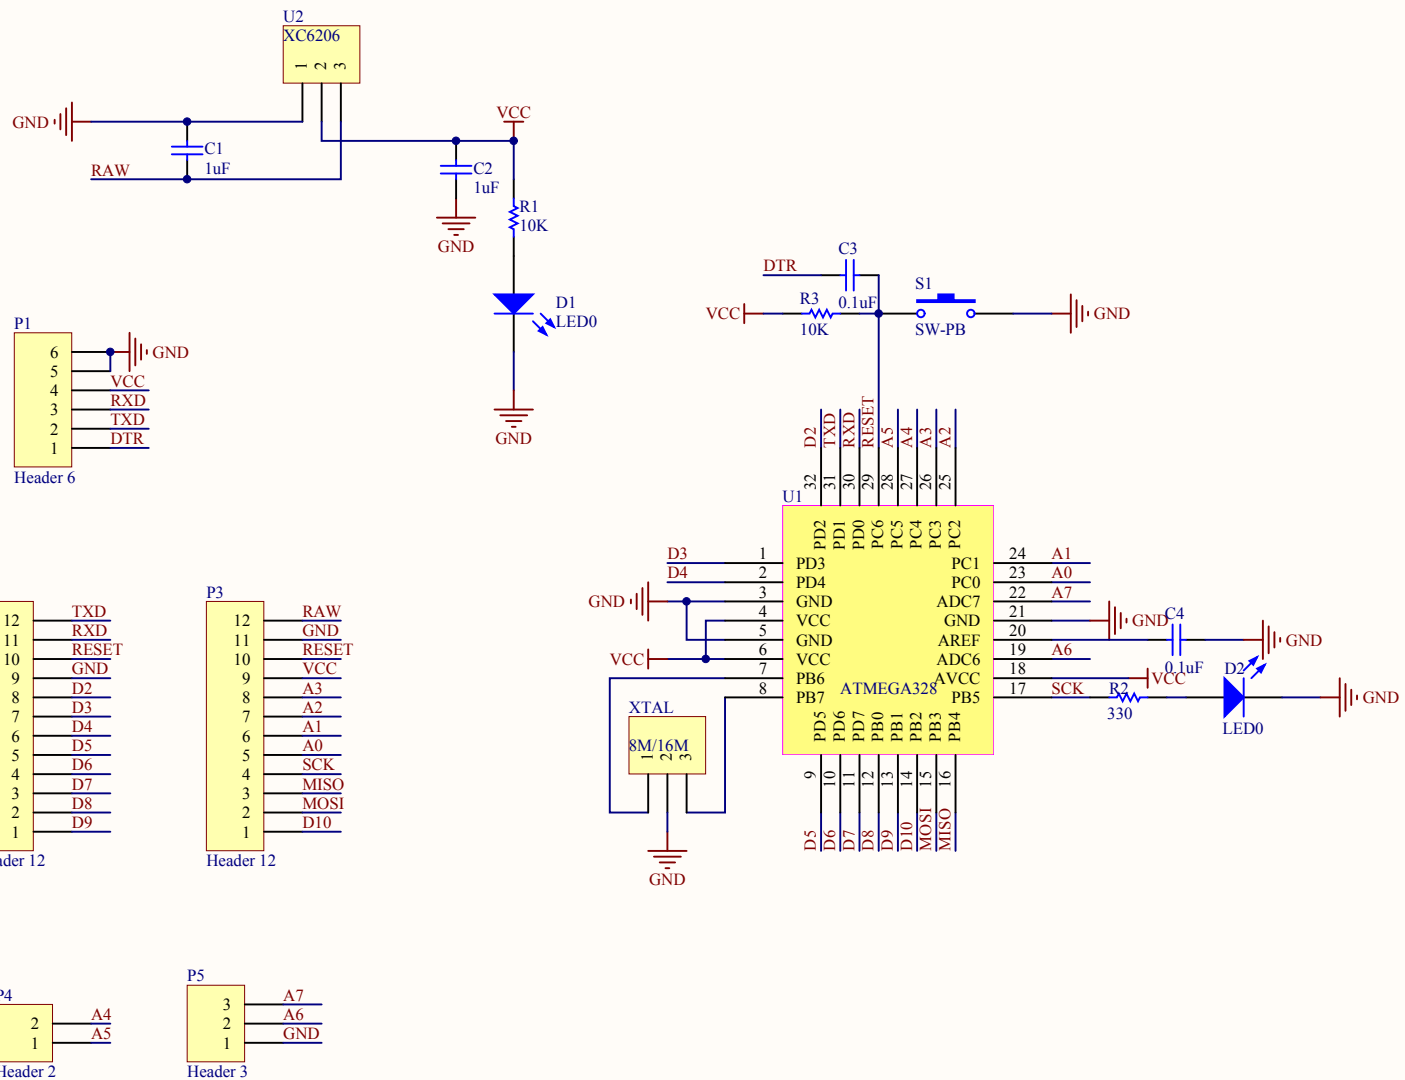 U2
XC6206
1
2
3
GND
C1
1uF
RAW
VCC
C2
1uF
GND
R1
10K
D1
LED0
GND
P1
6
5
4
3
2
1
GND
VCC
RXD
TXD
DTR
Header 6
C3
DTR
0.1uF
VCC
R3
10K
S1
SW-PB
GND
D2
TXD
RXD
RESET
A5
A4
A3
A2
32
31
30
29
28
27
26
25
U1
PD2
PD1
PD0
PC6
PC5
PC4
PC3
PC2
D3 1 PD3
D4 2 PD4
GND 3 GND
4 VCC
5 GND
VCC 6 VCC
7 PB6
8 PB7
PC1 24 A1
PC0 23 A0
ADC7 22 A7
GND 21 GND
AREF 20
ADC6 19 A6
AVCC 18 VCC
PB5 17 SCK
ATMEGA328
C4
0.1uF
GND
R2
330
D2
LED0
GND
PD5
PD6
PD7
PB0
PB1
PB2
PB3
PB4
9
10
11
12
13
14
15
16
D5
D6
D7
D8
D9
D10
MOSI
MISO
XTAL
8M/16M
1
2
3
GND
12 TXD
11 RXD
10 RESET
9 GND
8 D2
7 D3
6 D4
5 D5
4 D6
3 D7
2 D8
1 D9
ader 12
P3
12 RAW
11 GND
10 RESET
9 VCC
8 A3
7 A2
6 A1
5 A0
4 SCK
3 MISO
2 MOSI
1 D10
Header 12
P4
2 A4
1 A5
Header 2
P5
3 A7
2 A6
1 GND
Header 3